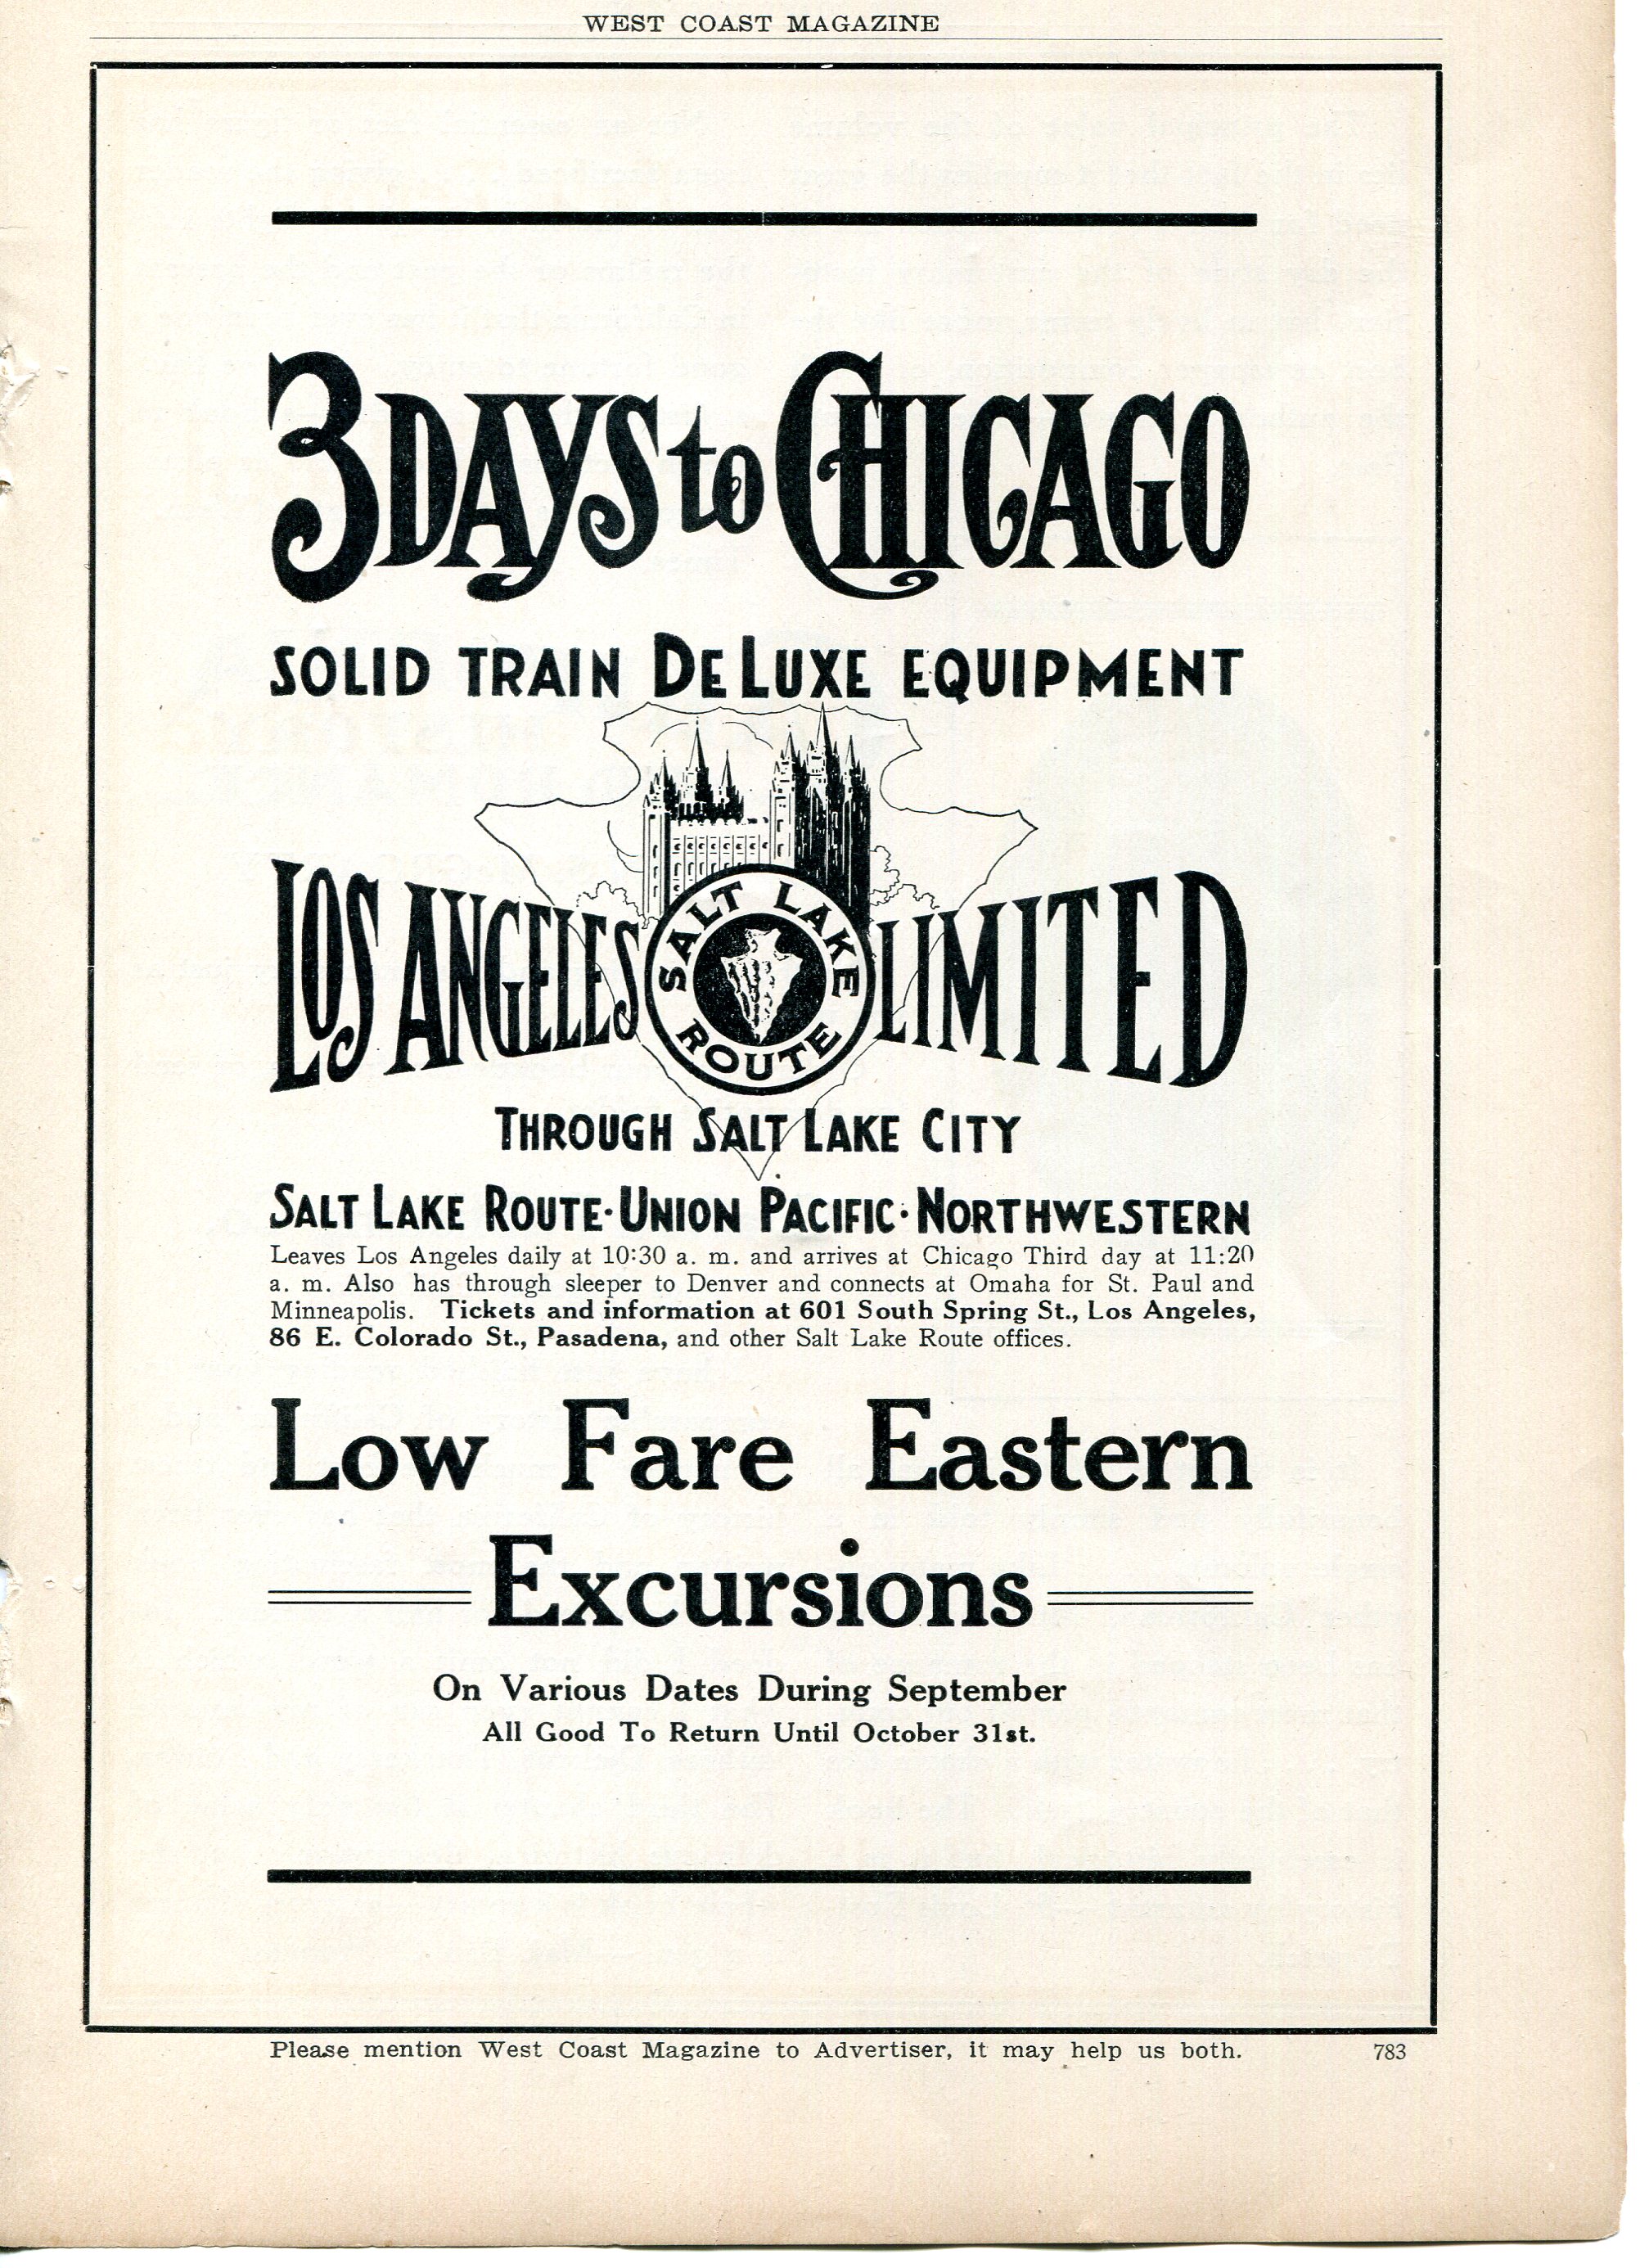 WEST COAST MAGAZINE
3 DAYS to CHICAGO
SOLID TRAIN DELUXE EQUIPMENT
LOS ANGELES LIMITED
SALT LAKE ROUTE
THROUGH SALT LAKE CITY
SALT LAKE ROUTE·UNION PACIFIC·NORTHWESTERN
Leaves Los Angeles daily at 10:30 a. m. and arrives at Chicago Third day at 11:20
a. m. Also has through sleeper to Denver and connects at Omaha for St. Paul and
Minneapolis. Tickets and information at 601 South Spring St., Los Angeles,
86 E. Colorado St., Pasadena, and other Salt Lake Route offices.
Low Fare Eastern
Excursions
On Various Dates During September
All Good To Return Until October 31st.
Please mention West Coast Magazine to Advertiser, it may help us both. 783